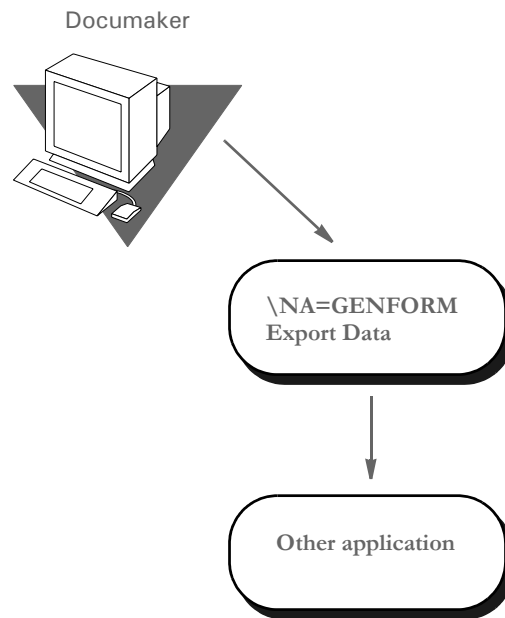 Documaker
\NA=GENFORM
Export Data
Other application